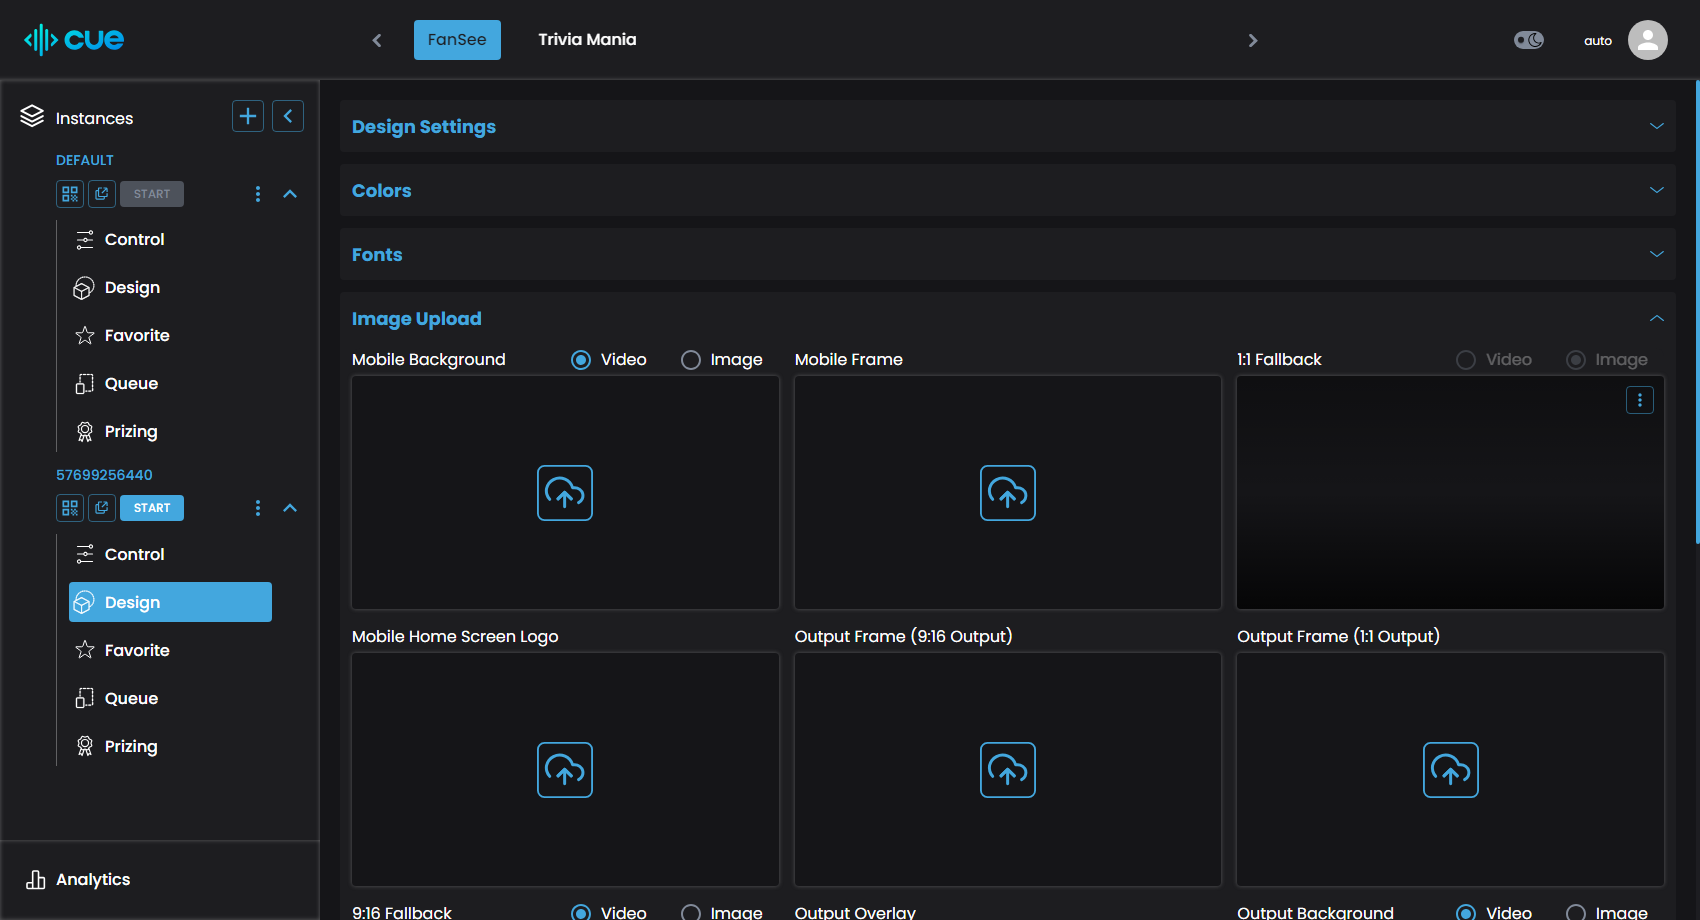 cue
FanSee
Trivia Mania
auto
Instances
DEFAULT
START
Control
Design
Favorite
Queue
Prizing
57699256440
START
Control
Design
Favorite
Queue
Prizing
Analytics
Design Settings
Colors
Fonts
Image Upload
Mobile Background Video Image
Mobile Frame
1:1 Fallback Video Image
Mobile Home Screen Logo
Output Frame (9:16 Output)
Output Frame (1:1 Output)
9:16 Fallback Video Image
Output Overlay
Output Background Video Image